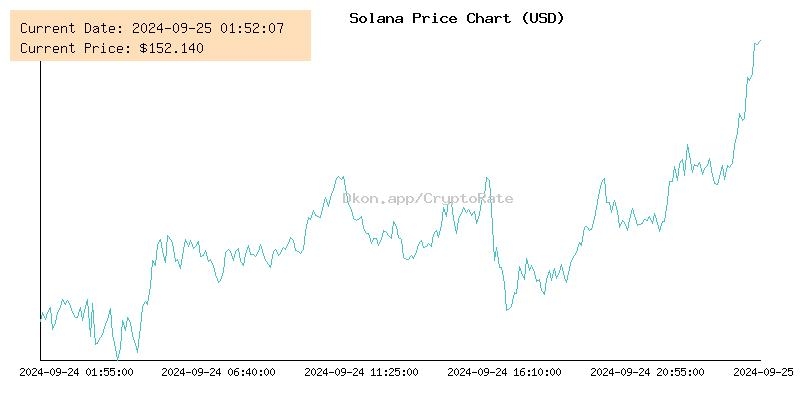 Solana Price Chart (USD)
Current Date: 2024-09-25 01:52:07
Current Price: $152.140
Dkon.app/CryptoRate
2024-09-24 01:55:00 2024-09-24 06:40:00 2024-09-24 11:25:00 2024-09-24 16:10:00 2024-09-24 20:55:00 2024-09-25